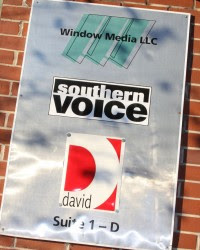 Window Media LLC
southern
VOICE
david
Suite 1 – D